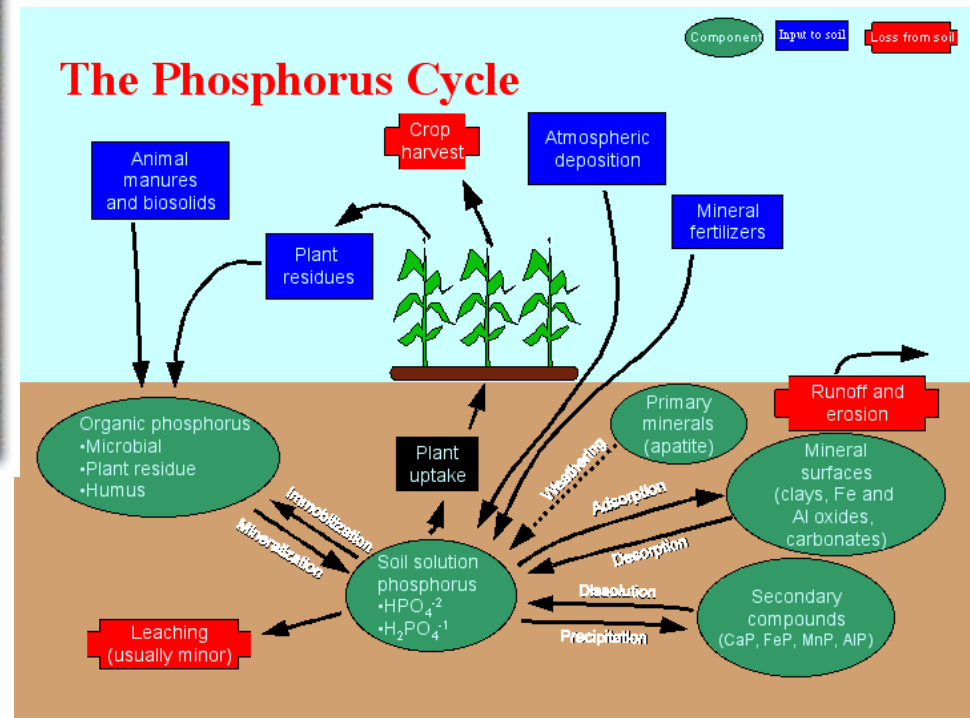 Component
Input to soil
Loss from soil
The Phosphorus Cycle
Crop
harvest
Atmospheric
deposition
Animal
manures
and biosolids
Mineral
fertilizers
Plant
residues
Organic phosphorus
•Microbial
•Plant residue
•Humus
Plant
uptake
Primary
minerals
(apatite)
Runoff and
erosion
Mineral
surfaces
(clays, Fe and
Al oxides,
carbonates)
Weathering
Adsorption
Desorption
Immobilization
Mineralization
Soil solution
phosphorus
•HPO₄⁻²
•H₂PO₄⁻¹
Dissolution
Precipitation
Secondary
compounds
(CaP, FeP, MnP, AlP)
Leaching
(usually minor)